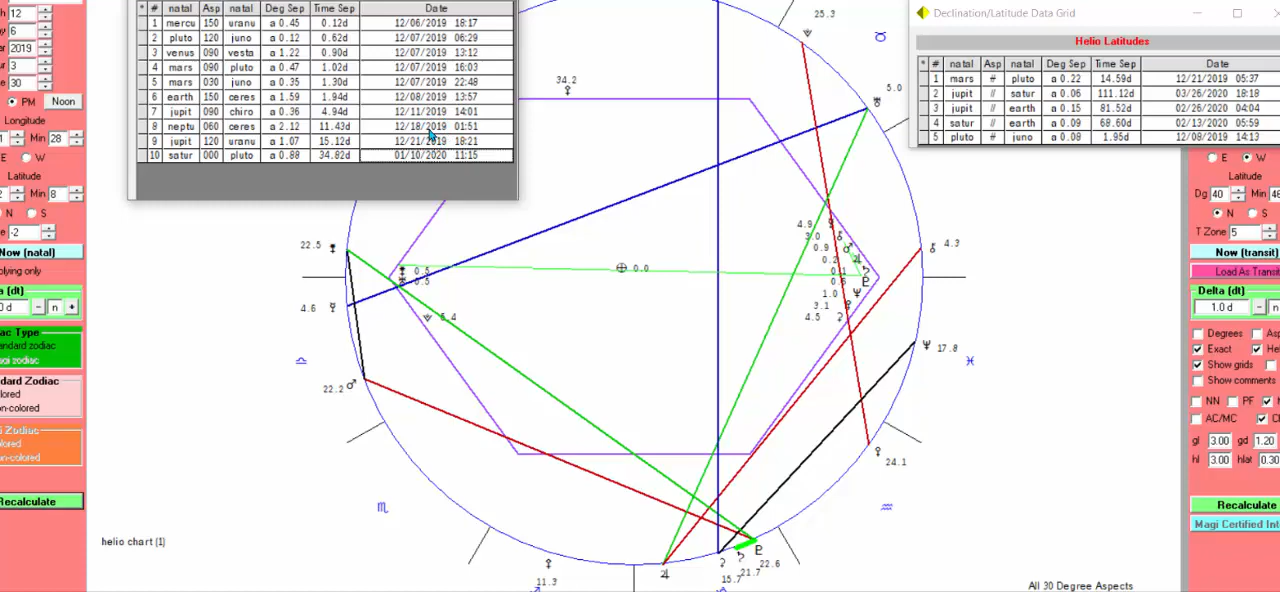 * # natal Asp natal Deg Sep Time Sep Date
1 mercu 150 uranu a 0.45 0.12d 12/06/2019 18:17
2 pluto 120 juno a 0.12 0.62d 12/07/2019 06:29
3 venus 090 vesta a 1.22 0.90d 12/07/2019 13:12
4 mars 090 pluto a 0.47 1.02d 12/07/2019 16:03
5 mars 030 juno a 0.35 1.30d 12/07/2019 22:48
6 earth 150 ceres a 1.59 1.94d 12/08/2019 13:57
7 jupit 090 chiro a 0.36 4.94d 12/11/2019 14:01
8 neptu 060 ceres a 2.12 11.43d 12/18/2019 01:51
9 jupit 120 uranu a 1.07 15.12d 12/21/2019 18:21
10 satur 000 pluto a 0.88 34.82d 01/10/2020 11:15
Declination/Latitude Data Grid
Helio Latitudes
* # natal Asp natal Deg Sep Time Sep Date
1 mars # pluto a 0.22 14.59d 12/21/2019 05:37
2 jupit // satur a 0.06 111.12d 03/26/2020 18:18
3 jupit // earth a 0.15 81.52d 02/26/2020 04:04
4 satur // earth a 0.09 68.60d 02/13/2020 05:59
5 pluto # juno a 0.08 1.95d 12/08/2019 14:13
12
6
2019
3
30
PM Noon
Longitude
Min 28
E W
Latitude
Min 8
N S
-2
Now (natal)
plying only
(dt)
0 d - n +
ac Type
andard zodiac
agi zodiac
dard Zodiac
lored
on-colored
i Zodiac
lored
on-colored
Recalculate
25.3
34.2
5.0
22.5
4.6
22.2
4.3
17.8
24.1
22.6
21.7
15.7
11.3
4.9
3.0
0.9
0.2
0.1
1.0
3.1
4.5
0.5
0.0
helio chart (1)
All 30 Degree Aspects
E W
Latitude
Dg 40 Min
N S
T Zone 5
Now (transit)
Load As Transit
Delta (dt)
1.0 d - n
Degrees
Exact
Show grids
Show comments
NN PF
AC/MC
gl 3.00 gd 1.20
hl 3.00 hlat 0.30
Recalculate
Magi Certified Int